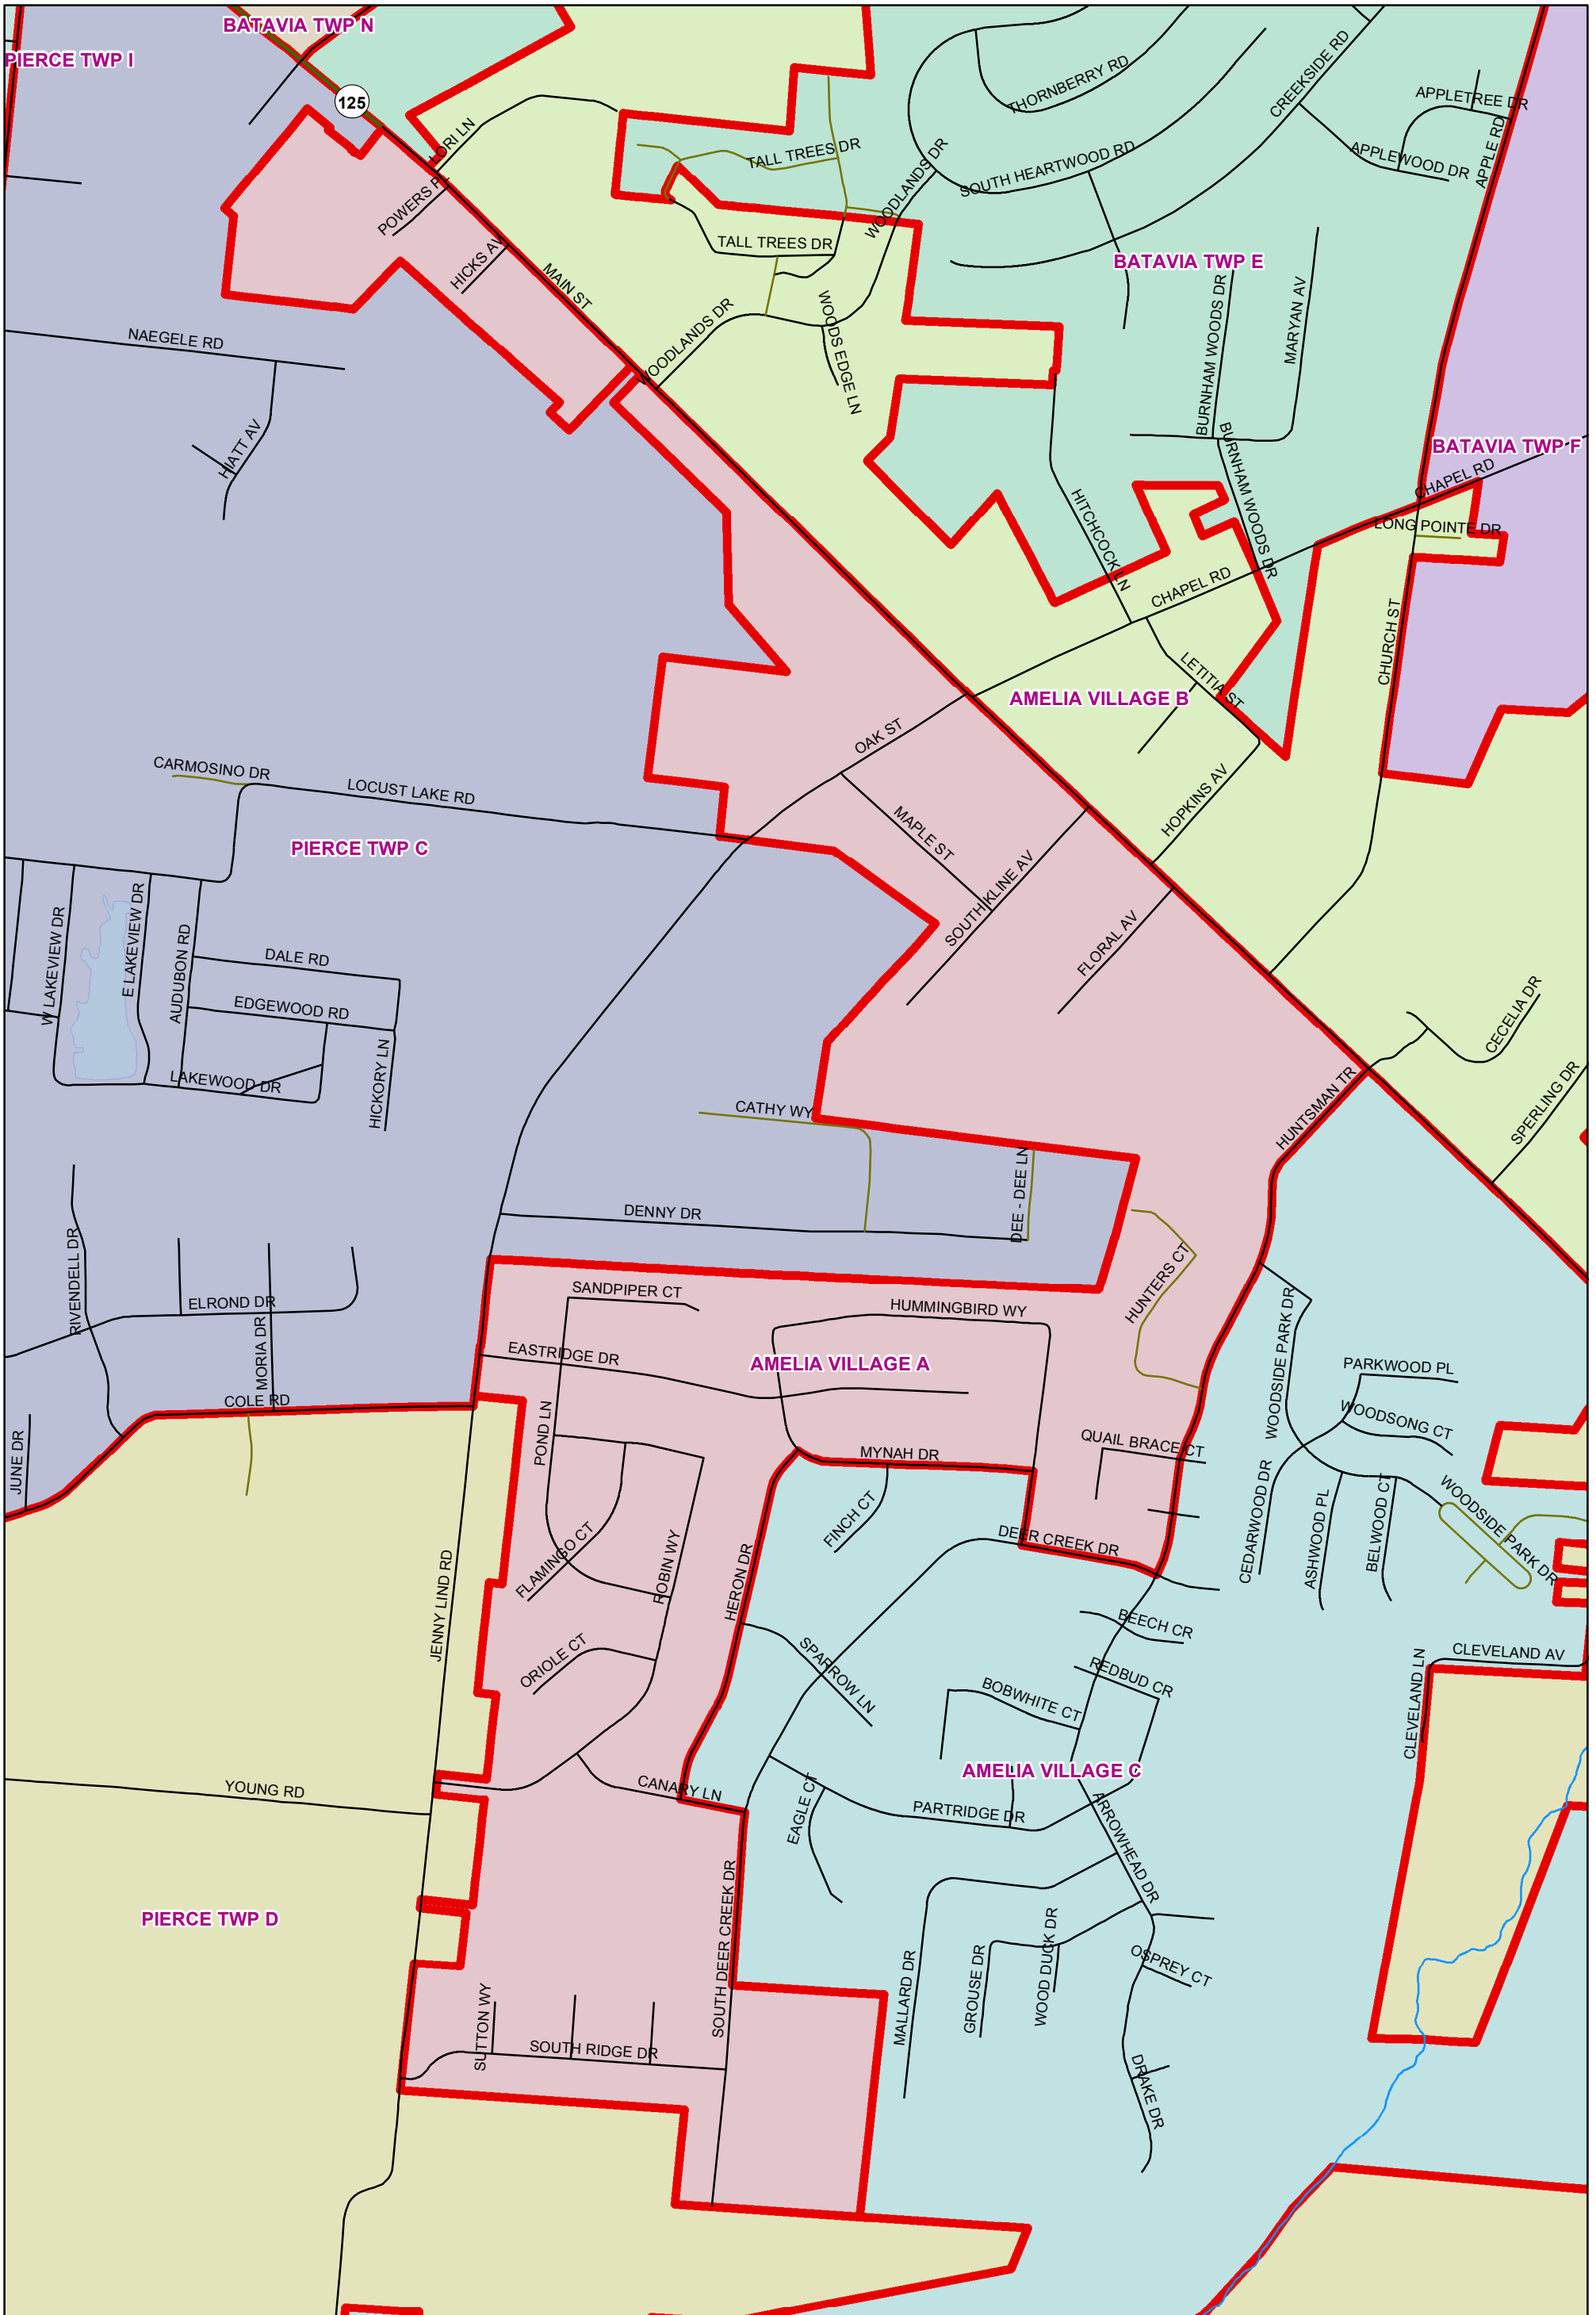 BATAVIA TWP N
PIERCE TWP I
125
LORI LN
POWERS PL
HICKS AV
MAIN ST
TALL TREES DR
TALL TREES DR
WOODLANDS DR
WOODLANDS DR
WOODS EDGE LN
THORNBERRY RD
SOUTH HEARTWOOD RD
CREEKSIDE RD
APPLETREE DR
APPLEWOOD DR
APPLE RD
BATAVIA TWP E
BURNHAM WOODS DR
MARYAN AV
BURNHAM WOODS DR
BATAVIA TWP F
CHAPEL RD
LONG POINTE DR
HITCHCOCK LN
CHAPEL RD
CHURCH ST
LETITIA ST
AMELIA VILLAGE B
NAEGELE RD
HIATT AV
OAK ST
HOPKINS AV
MAPLE ST
SOUTH KLINE AV
FLORAL AV
CARMOSINO DR
LOCUST LAKE RD
PIERCE TWP C
W LAKEVIEW DR
E LAKEVIEW DR
AUDUBON RD
DALE RD
EDGEWOOD RD
LAKEWOOD DR
HICKORY LN
CECELIA DR
SPERLING DR
HUNTSMAN TR
CATHY WY
DEE - DEE LN
DENNY DR
HUNTERS CT
RIVENDELL DR
ELROND DR
MORIA DR
COLE RD
JUNE DR
SANDPIPER CT
HUMMINGBIRD WY
EASTRIDGE DR
AMELIA VILLAGE A
POND LN
MYNAH DR
QUAIL BRACE CT
WOODSIDE PARK DR
PARKWOOD PL
WOODSONG CT
CEDARWOOD DR
ASHWOOD PL
BELWOOD CT
WOODSIDE PARK DR
FINCH CT
DEER CREEK DR
FLAMINGO CT
ROBIN WY
HERON DR
JENNY LIND RD
ORIOLE CT
SPARROW LN
BEECH CR
REDBUD CR
BOBWHITE CT
CLEVELAND AV
CLEVELAND LN
AMELIA VILLAGE C
YOUNG RD
CANARY LN
EAGLE CT
PARTRIDGE DR
ARROWHEAD DR
PIERCE TWP D
SOUTH DEER CREEK DR
MALLARD DR
GROUSE DR
WOOD DUCK DR
OSPREY CT
SUTTON WY
SOUTH RIDGE DR
DRAKE DR